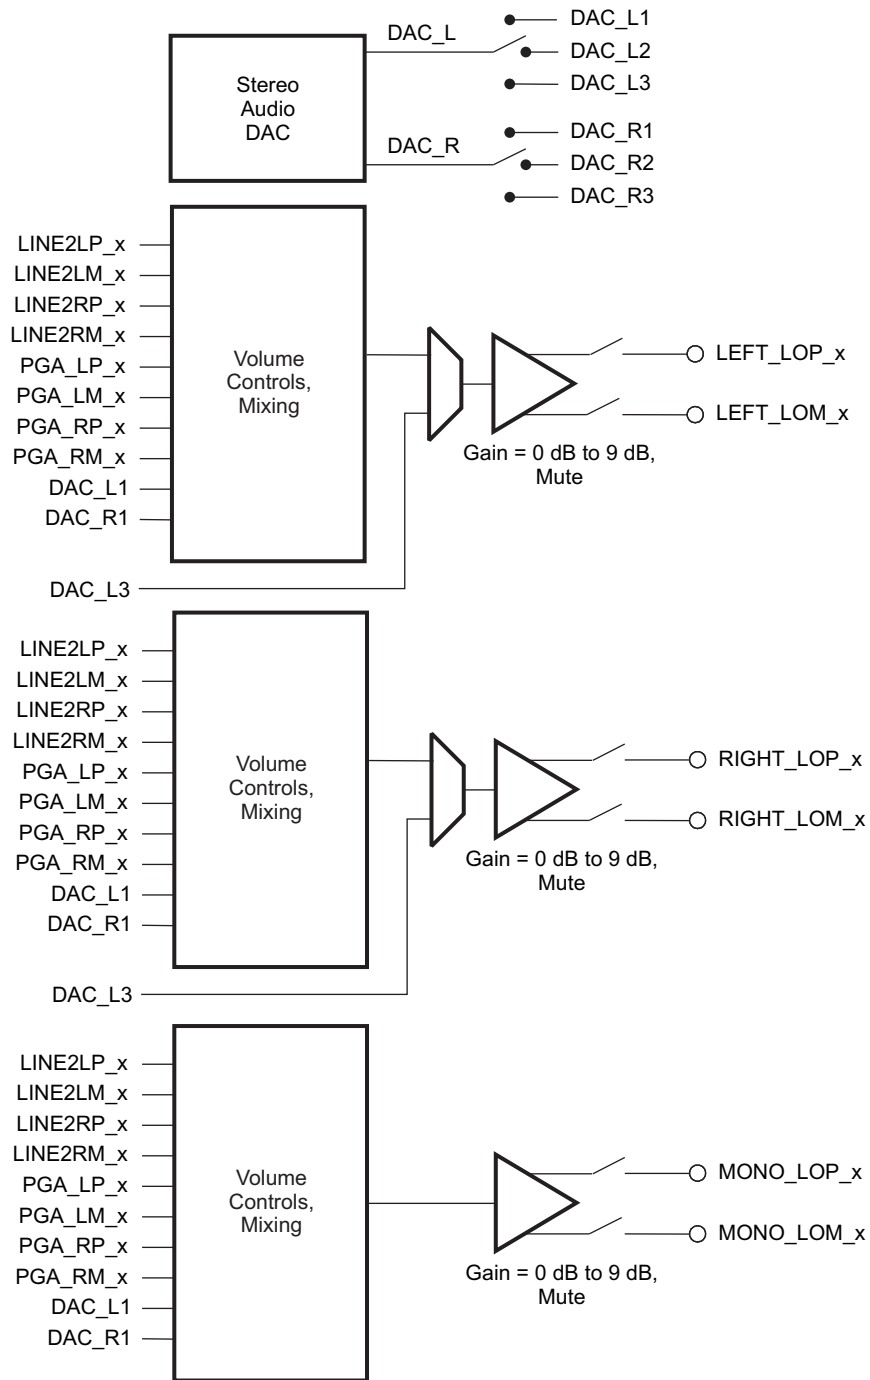 DAC_L
DAC_L1
DAC_L2
DAC_L3
Stereo
Audio
DAC
DAC_R
DAC_R1
DAC_R2
DAC_R3
LINE2LP_x
LINE2LM_x
LINE2RP_x
LINE2RM_x
PGA_LP_x
PGA_LM_x
PGA_RP_x
PGA_RM_x
DAC_L1
DAC_R1
Volume
Controls,
Mixing
LEFT_LOP_x
LEFT_LOM_x
Gain = 0 dB to 9 dB,
Mute
DAC_L3
LINE2LP_x
LINE2LM_x
LINE2RP_x
LINE2RM_x
PGA_LP_x
PGA_LM_x
PGA_RP_x
PGA_RM_x
DAC_L1
DAC_R1
Volume
Controls,
Mixing
RIGHT_LOP_x
RIGHT_LOM_x
Gain = 0 dB to 9 dB,
Mute
DAC_L3
LINE2LP_x
LINE2LM_x
LINE2RP_x
LINE2RM_x
PGA_LP_x
PGA_LM_x
PGA_RP_x
PGA_RM_x
DAC_L1
DAC_R1
Volume
Controls,
Mixing
MONO_LOP_x
MONO_LOM_x
Gain = 0 dB to 9 dB,
Mute